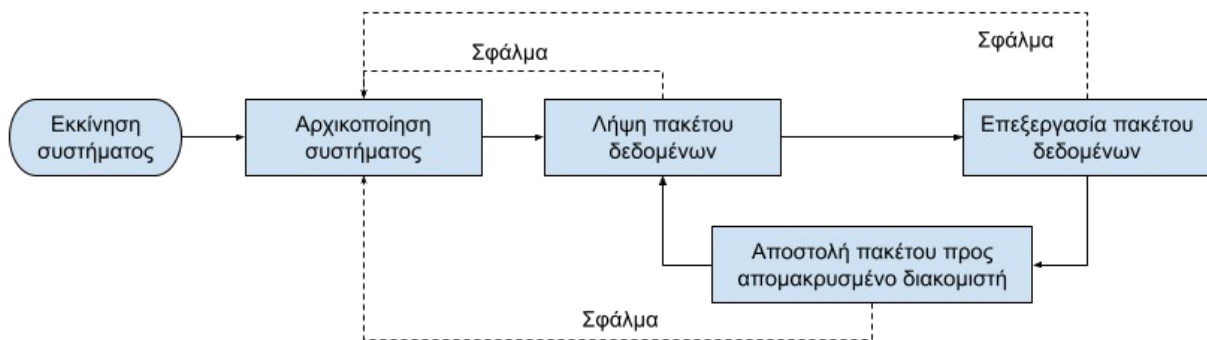 Σφάλμα
Σφάλμα
Εκκίνηση
συστήματος
Αρχικοποίηση
συστήματος
Λήψη πακέτου
δεδομένων
Επεξεργασία πακέτου
δεδομένων
Αποστολή πακέτου προς
απομακρυσμένο διακομιστή
Σφάλμα